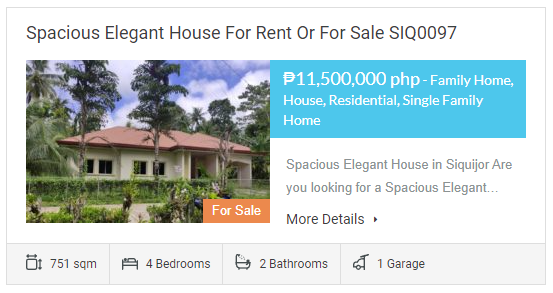 Spacious Elegant House For Rent Or For Sale SIQ0097
₱11,500,000 php - Family Home,
House, Residential, Single Family
Home
Spacious Elegant House in Siquijor Are
you looking for a Spacious Elegant...
For Sale
More Details
751 sqm
4 Bedrooms
2 Bathrooms
1 Garage